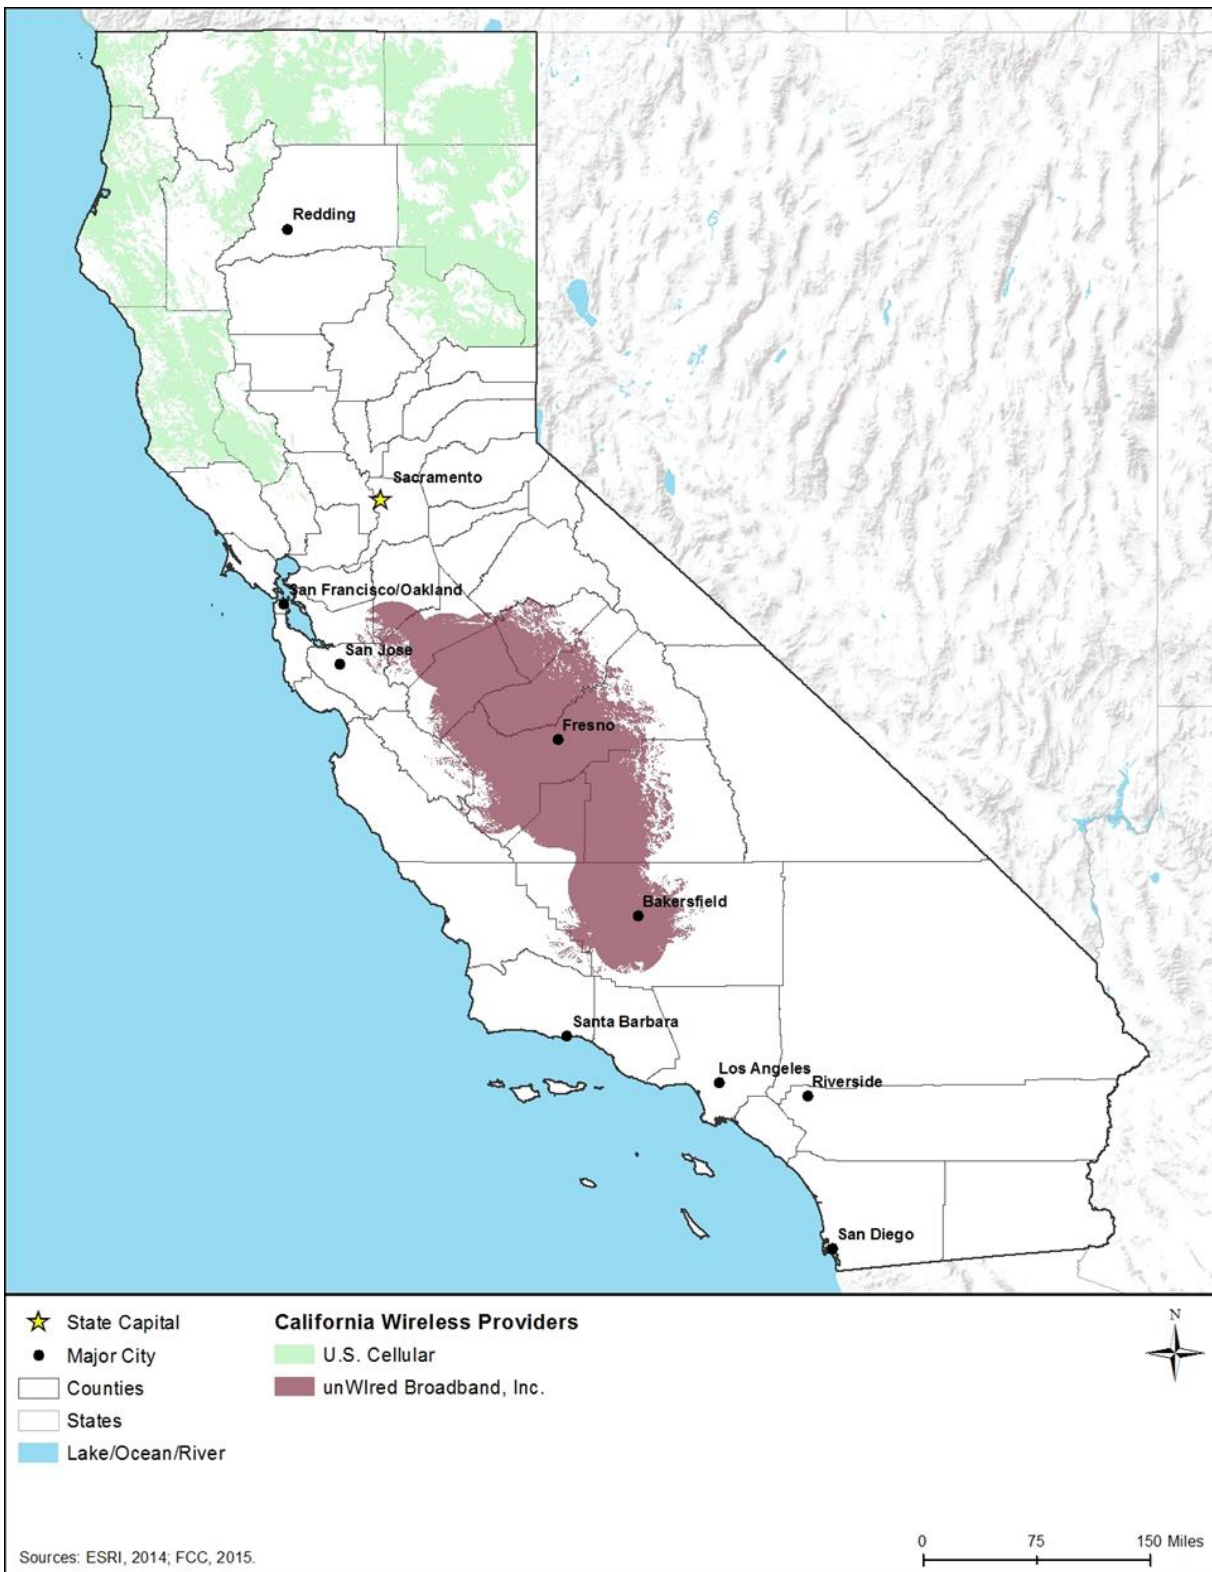 Redding
Sacramento
San Francisco/Oakland
San Jose
Fresno
Bakersfield
Santa Barbara
Los Angeles
Riverside
San Diego
State Capital
Major City
Counties
States
Lake/Ocean/River
California Wireless Providers
U.S. Cellular
unWIred Broadband, Inc.
N
Sources: ESRI, 2014; FCC, 2015.
0 75 150 Miles